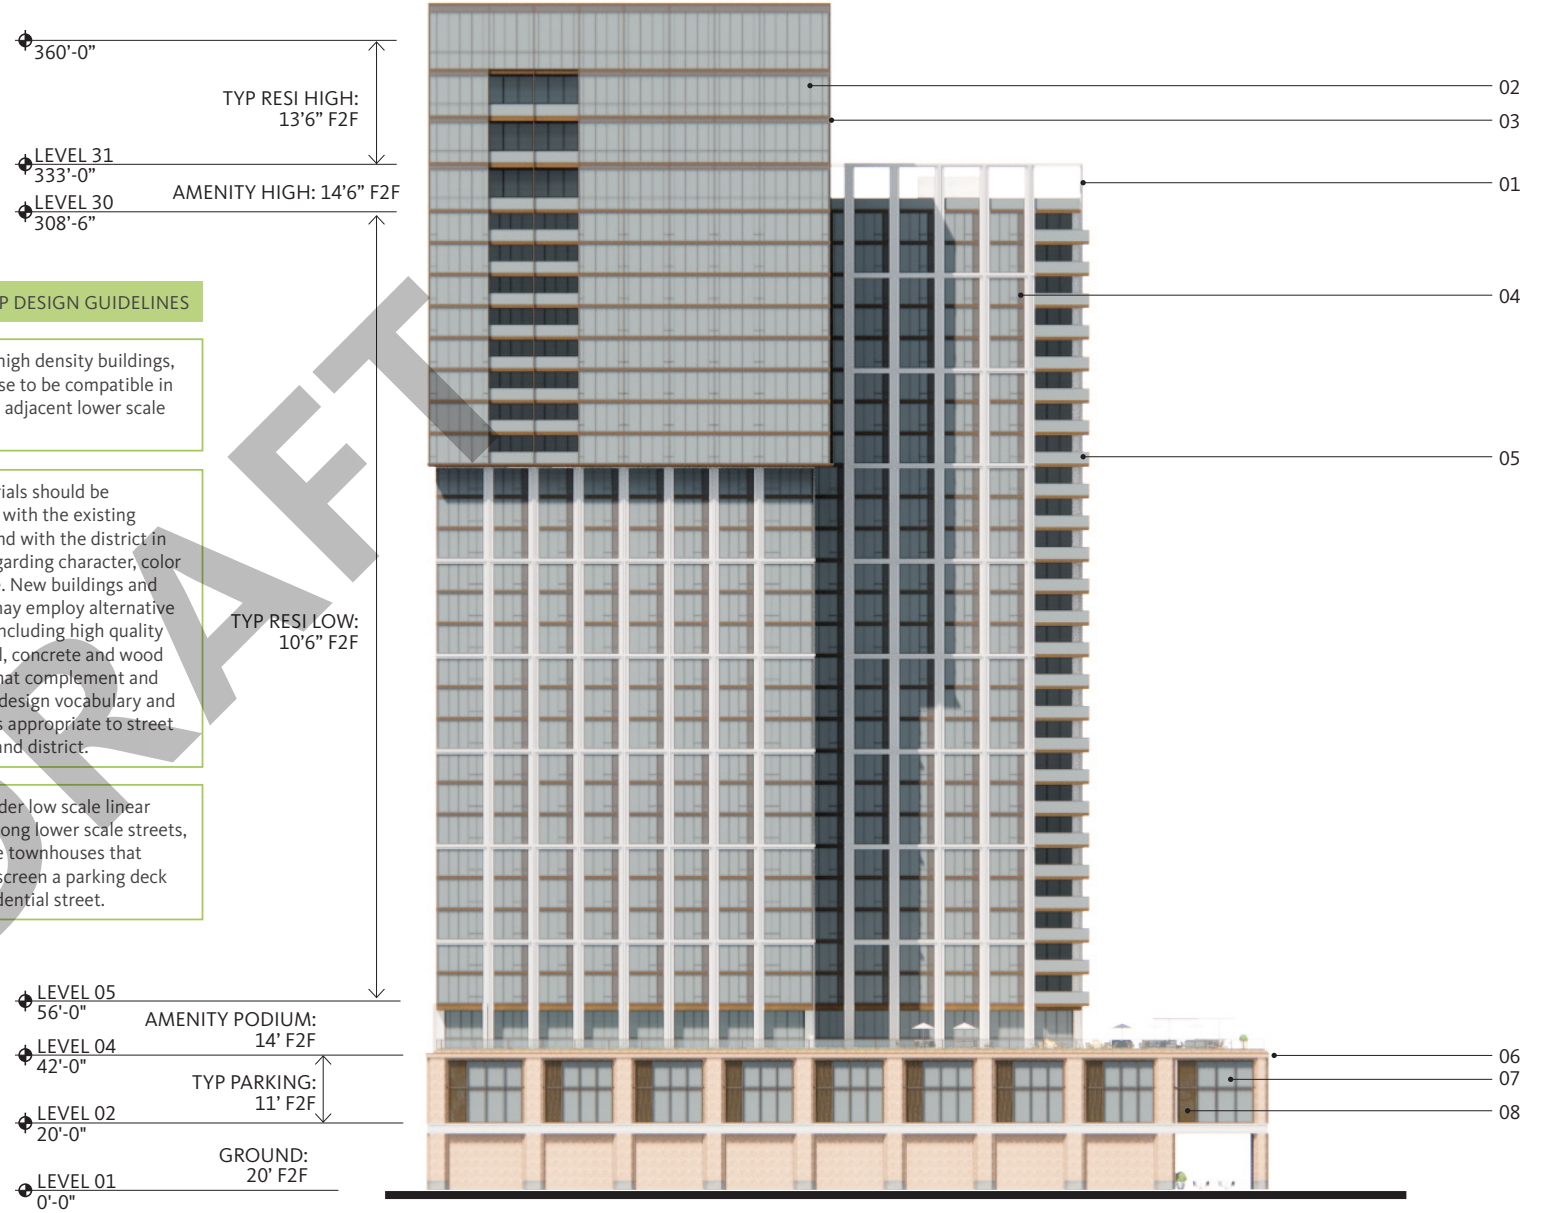 360’-0”
TYP RESI HIGH:
13’6” F2F
LEVEL 31
333’-0”
AMENITY HIGH: 14’6” F2F
LEVEL 30
308’-6”
P DESIGN GUIDELINES
high density buildings,
se to be compatible in
adjacent lower scale
rials should be
with the existing
nd with the district in
garding character, color
e. New buildings and
may employ alternative
including high quality
l, concrete and wood
hat complement and
design vocabulary and
s appropriate to street
and district.
der low scale linear
ong lower scale streets,
e townhouses that
screen a parking deck
dential street.
TYP RESI LOW:
10’6” F2F
LEVEL 05
56'-0"
AMENITY PODIUM:
14’ F2F
LEVEL 04
42'-0"
TYP PARKING:
11’ F2F
LEVEL 02
20'-0"
GROUND:
20’ F2F
LEVEL 01
0'-0"
DRAFT
02
03
01
04
05
06
07
08